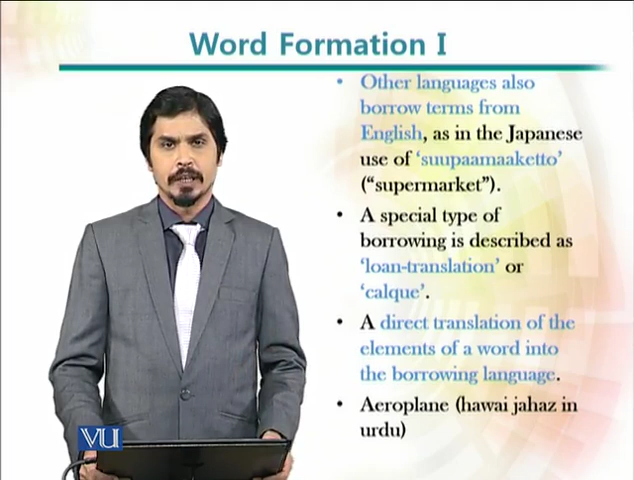 Word Formation I
• Other languages also
borrow terms from
English, as in the Japanese
use of ‘suupaamaaketto’
(“supermarket”).
• A special type of
borrowing is described as
‘loan-translation’ or
‘calque’.
• A direct translation of the
elements of a word into
the borrowing language.
• Aeroplane (hawai jahaz in
urdu)
VU